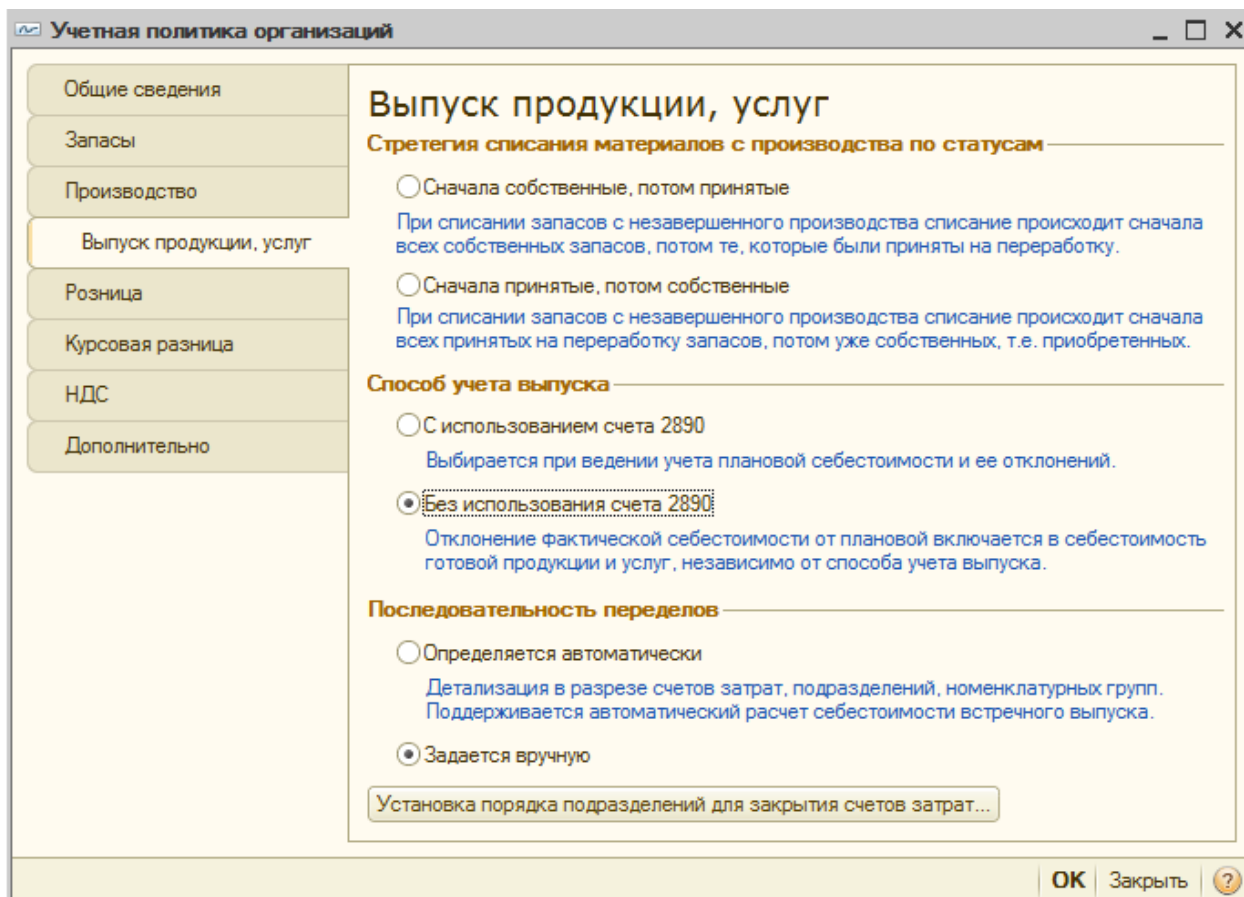 Учетная политика организаций
Общие сведения
Запасы
Производство
Выпуск продукции, услуг
Розница
Курсовая разница
НДС
Дополнительно
Выпуск продукции, услуг
Стретегия списания материалов с производства по статусам
Сначала собственные, потом принятые
При списании запасов с незавершенного производства списание происходит сначала
всех собственных запасов, потом те, которые были приняты на переработку.
Сначала принятые, потом собственные
При списании запасов с незавершенного производства списание происходит сначала
всех принятых на переработку запасов, потом уже собственных, т.е. приобретенных.
Способ учета выпуска
С использованием счета 2890
Выбирается при ведении учета плановой себестоимости и ее отклонений.
Без использования счета 2890
Отклонение фактической себестоимости от плановой включается в себестоимость
готовой продукции и услуг, независимо от способа учета выпуска.
Последовательность переделов
Определяется автоматически
Детализация в разрезе счетов затрат, подразделений, номенклатурных групп.
Поддерживается автоматический расчет себестоимости встречного выпуска.
Задается вручную
Установка порядка подразделений для закрытия счетов затрат...
OK Закрыть ?